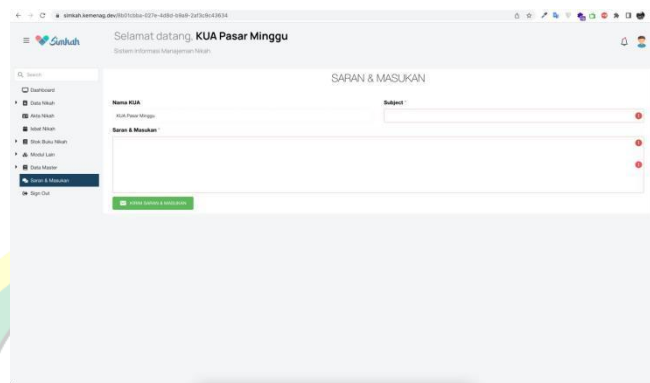 simkah.kemenag.dev/
Simkah
Selamat datang, KUA Pasar Minggu
Sistem Informasi Manajemen Nikah
Search
Dashboard
Data Nikah
Akta Nikah
Isbat Nikah
Stok Buku Nikah
Modul Lain
Data Master
Saran & Masukan
Sign Out
SARAN & MASUKAN
Nama KUA
Subject *
KUA Pasar Minggu
Saran & Masukan *
KIRIM SARAN & MASUKAN